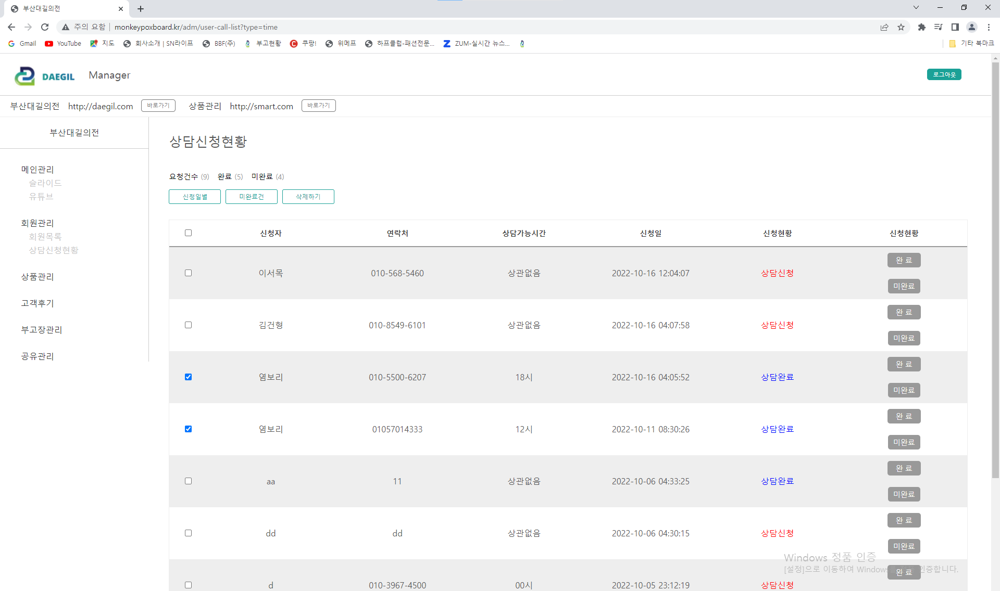 부산대길의전
주의 요함 monkeypoxboard.kr/adm/user-call-list?type=time
Gmail YouTube 지도 회사소개 | SN라이프 BBF(주) 부고현황 쿠팡! 위메프 하프클럽-패션전문... ZUM-실시간 뉴스... 기타 북마크
DAEGIL Manager 로그아웃
부산대길의전 http://daegil.com 바로가기 상품관리 http://smart.com 바로가기
부산대길의전
메인관리
슬라이드
유튜브
회원관리
회원목록
상담신청현황
상품관리
고객후기
부고장관리
공유관리
상담신청현황
요청건수 (9) 완료 (5) 미완료 (4)
신청일별 미완료건 삭제하기
신청자 연락처 상담가능시간 신청일 신청현황 신청현황
이서목 010-568-5460 상관없음 2022-10-16 12:04:07 상담신청 완 료
미완료
김건형 010-8549-6101 상관없음 2022-10-16 04:07:58 상담신청 완 료
미완료
염보리 010-5500-6207 18시 2022-10-16 04:05:52 상담완료 완 료
미완료
염보리 01057014333 12시 2022-10-11 08:30:26 상담완료 완 료
미완료
aa 11 상관없음 2022-10-06 04:33:25 상담완료 완 료
미완료
dd dd 상관없음 2022-10-06 04:30:15 상담신청 완 료
미완료
d 010-3967-4500 00시 2022-10-05 23:12:19 상담신청 완 료
Windows 정품 인증
[설정]으로 이동하여 Windows 인증합니다.